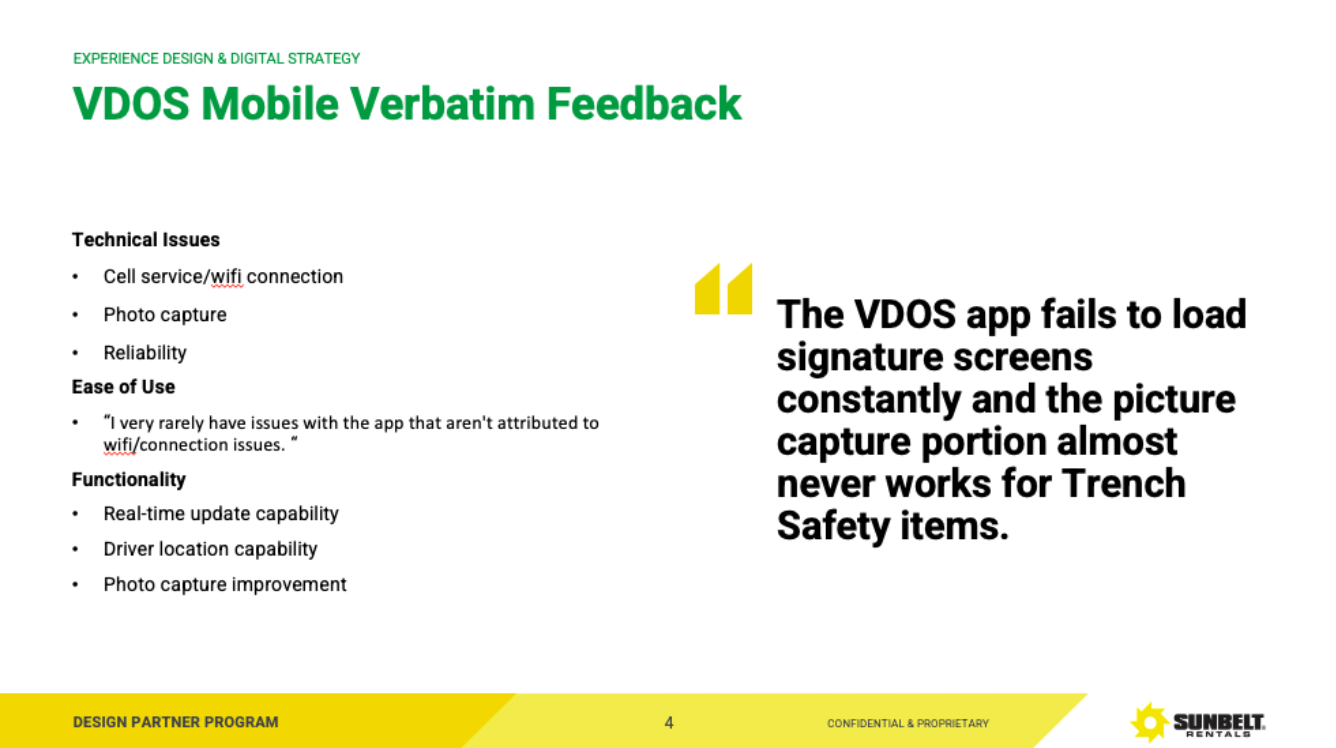 EXPERIENCE DESIGN & DIGITAL STRATEGY
VDOS Mobile Verbatim Feedback
Technical Issues
• Cell service/wifi connection
• Photo capture
• Reliability
Ease of Use
• “I very rarely have issues with the app that aren't attributed to
wifi/connection issues. “
Functionality
• Real-time update capability
• Driver location capability
• Photo capture improvement
The VDOS app fails to load
signature screens
constantly and the picture
capture portion almost
never works for Trench
Safety items.
DESIGN PARTNER PROGRAM
4
CONFIDENTIAL & PROPRIETARY
SUNBELT
RENTALS